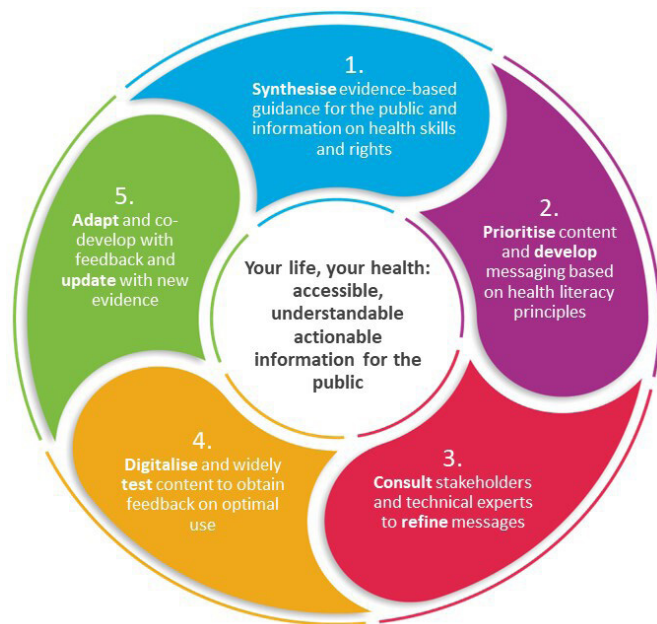 1.
Synthesise evidence-based
guidance for the public and
information on health skills
and rights
2.
Prioritise content
and develop
messaging based
on health literacy
principles
3.
Consult stakeholders
and technical experts
to refine messages
4.
Digitalise and widely
test content to obtain
feedback on optimal
use
5.
Adapt and co-
develop with
feedback and
update with new
evidence
Your life, your health:
accessible,
understandable
actionable
information for the
public